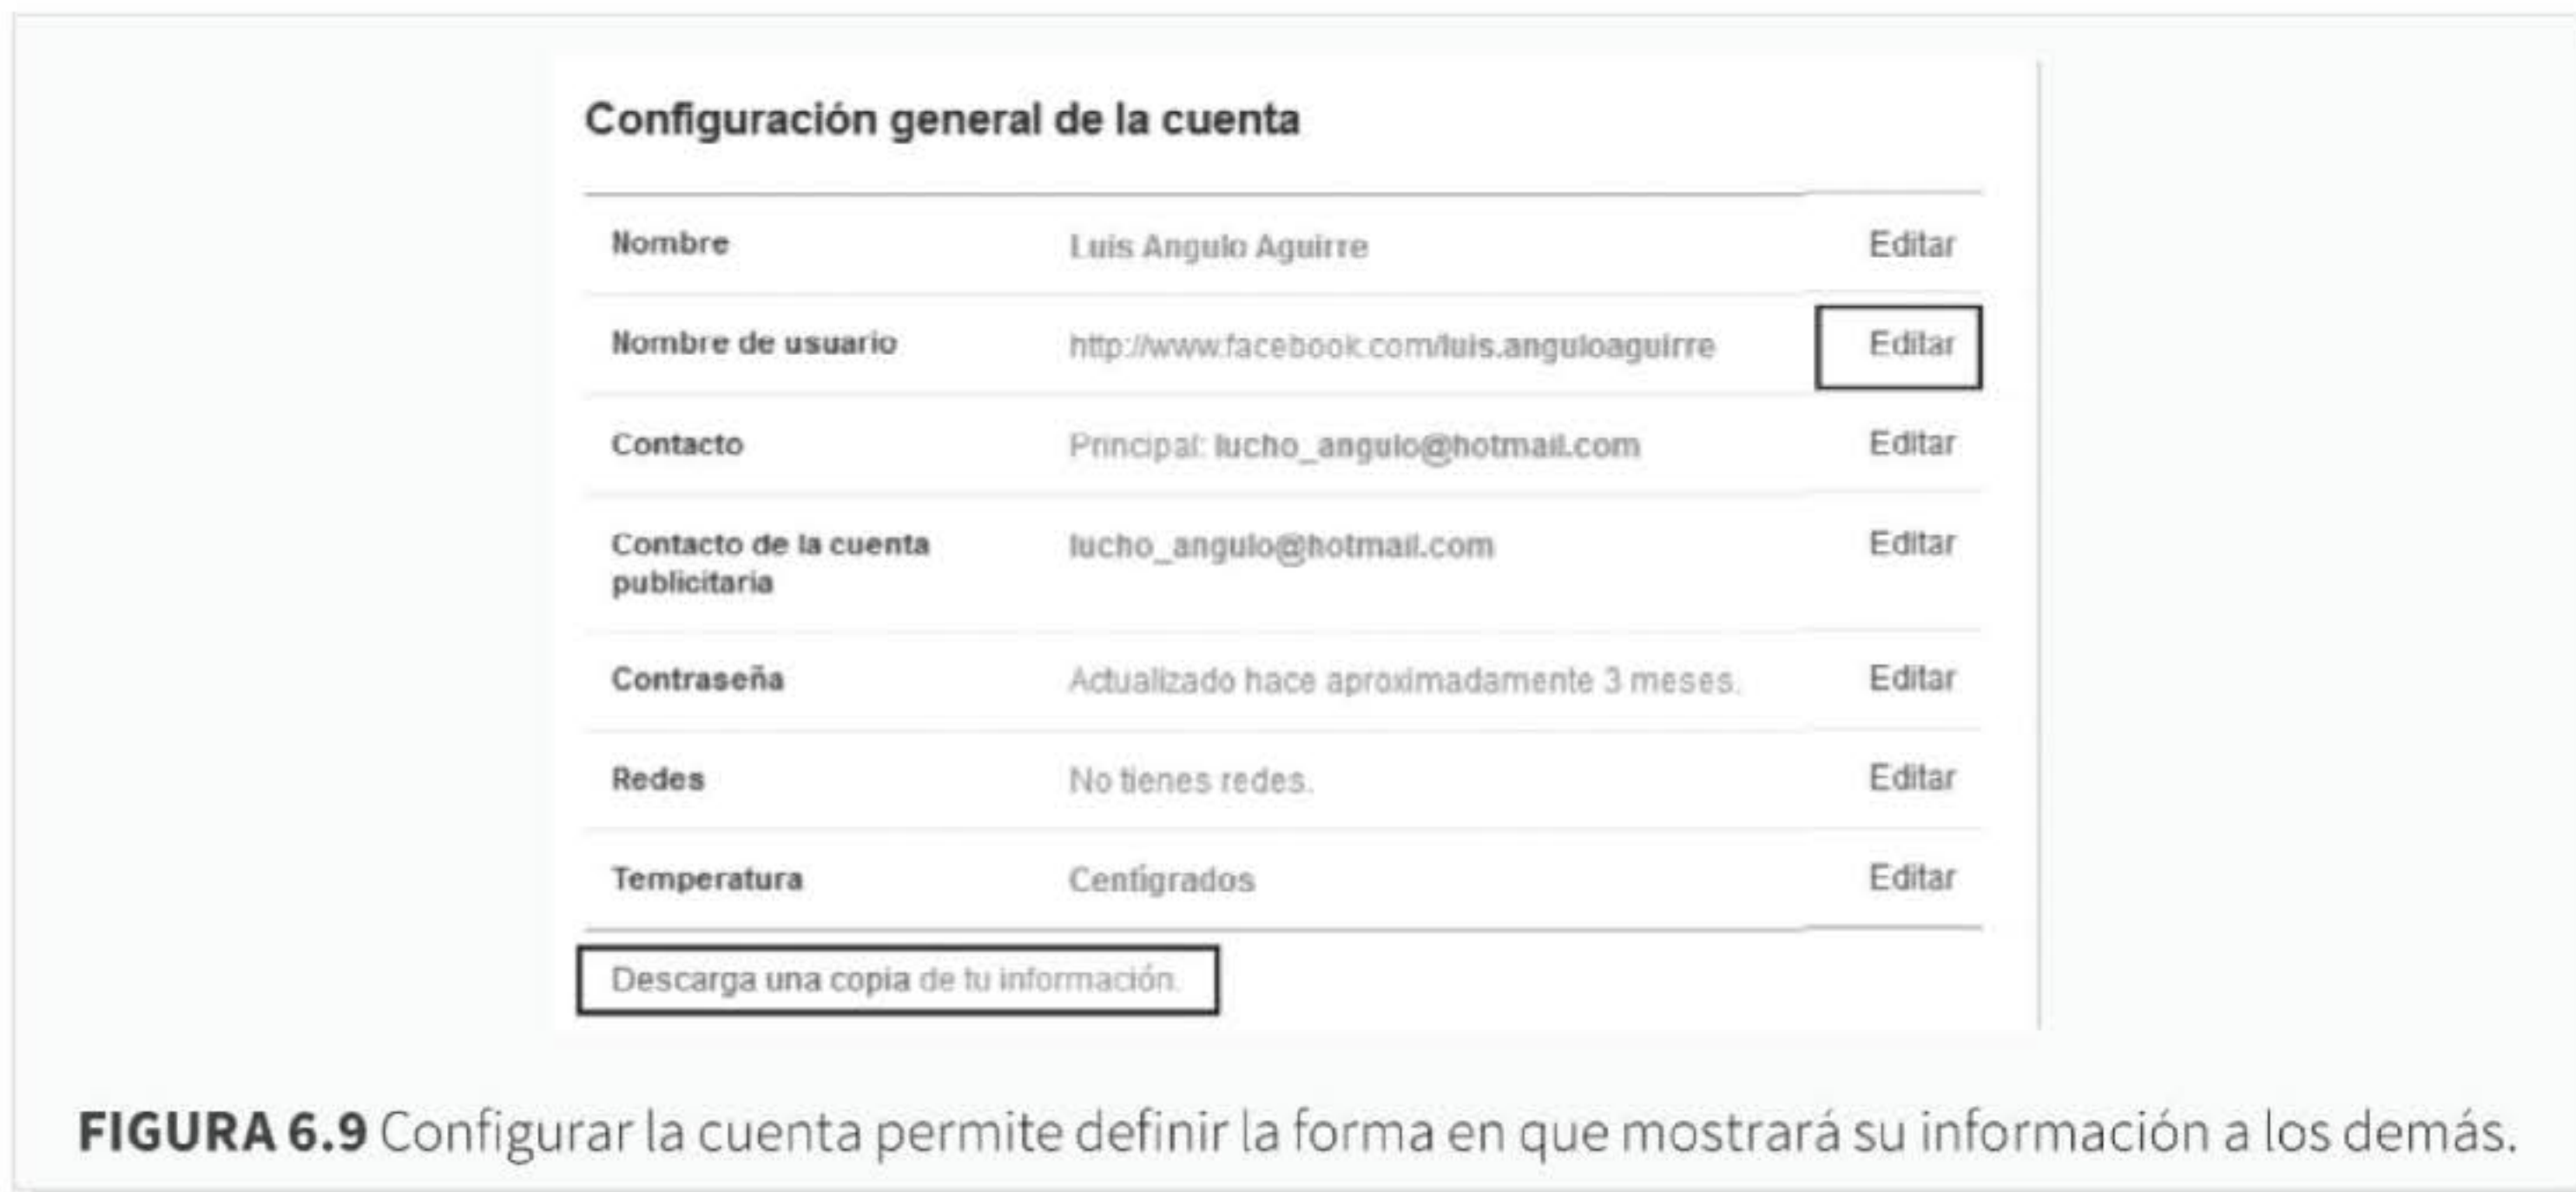 Configuración general de la cuenta
Nombre Luis Angulo Aguirre Editar
Nombre de usuario http://www.facebook.com/luis.anguloaguirre Editar
Contacto Principal: lucho_angulo@hotmail.com Editar
Contacto de la cuenta lucho_angulo@hotmail.com Editar
publicitaria
Contraseña Actualizado hace aproximadamente 3 meses. Editar
Redes No tienes redes. Editar
Temperatura Centígrados Editar
Descarga una copia de tu información.
FIGURA 6.9 Configurar la cuenta permite definir la forma en que mostrará su información a los demás.